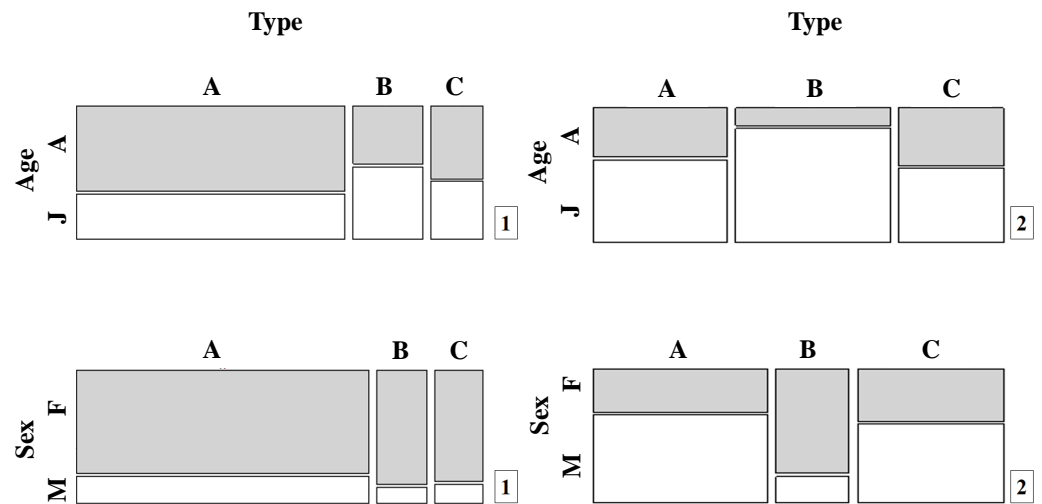 Type Type
A B C A B C
Age A J 1
Age A J 2
A B C A B C
Sex F M 1
Sex F M 2